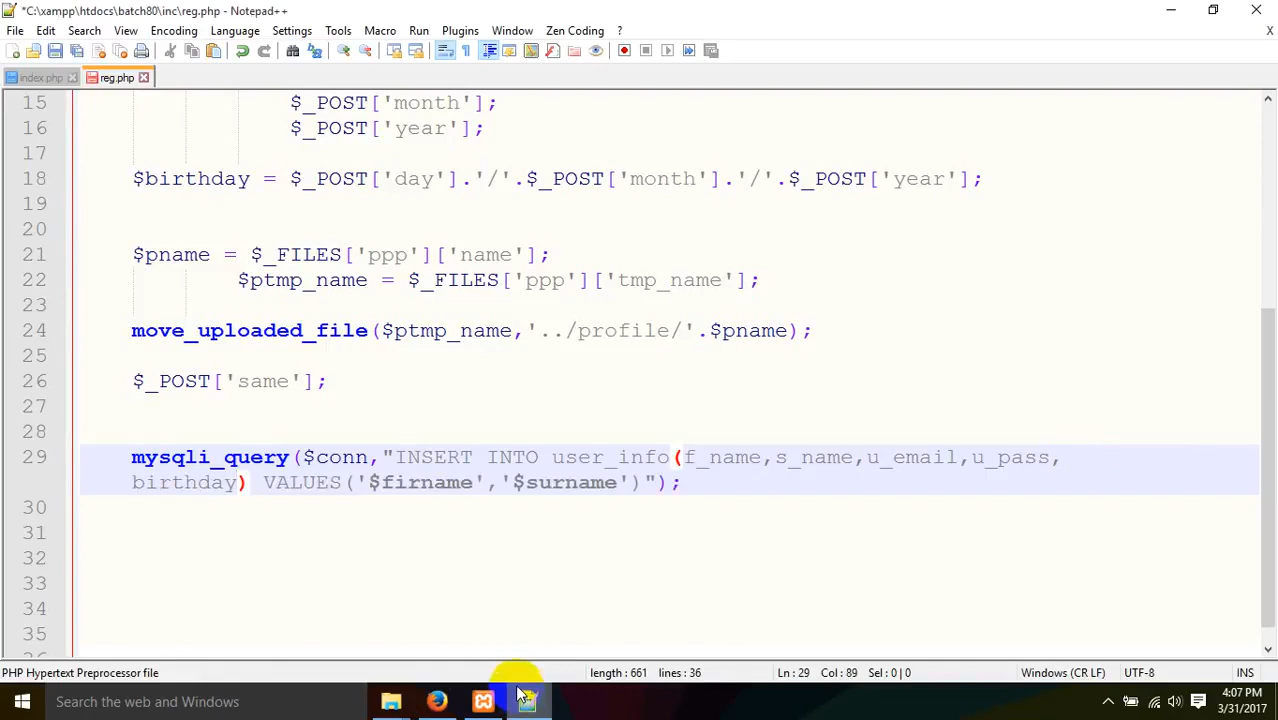 *C:\xampp\htdocs\batch80\inc\reg.php - Notepad++
File Edit Search View Encoding Language Settings Tools Macro Run Plugins Window Zen Coding ?
X
index.php reg.php
15 $_POST['month'];
16 $_POST['year'];
17
18 $birthday = $_POST['day'].'/'.$_POST['month'].'/'.$_POST['year'];
19
20
21 $pname = $_FILES['ppp']['name'];
22 $ptmp_name = $_FILES['ppp']['tmp_name'];
23
24 move_uploaded_file($ptmp_name,'../profile/'.$pname);
25
26 $_POST['same'];
27
28
29 mysqli_query($conn,"INSERT INTO user_info(f_name,s_name,u_email,u_pass,
birthday) VALUES('$firname','$surname')");
30
31
32
33
34
35
PHP Hypertext Preprocessor file length : 661 lines : 36 Ln : 29 Col : 89 Sel : 0 | 0 Windows (CR LF) UTF-8 INS
Search the web and Windows
4:07 PM
3/31/2017